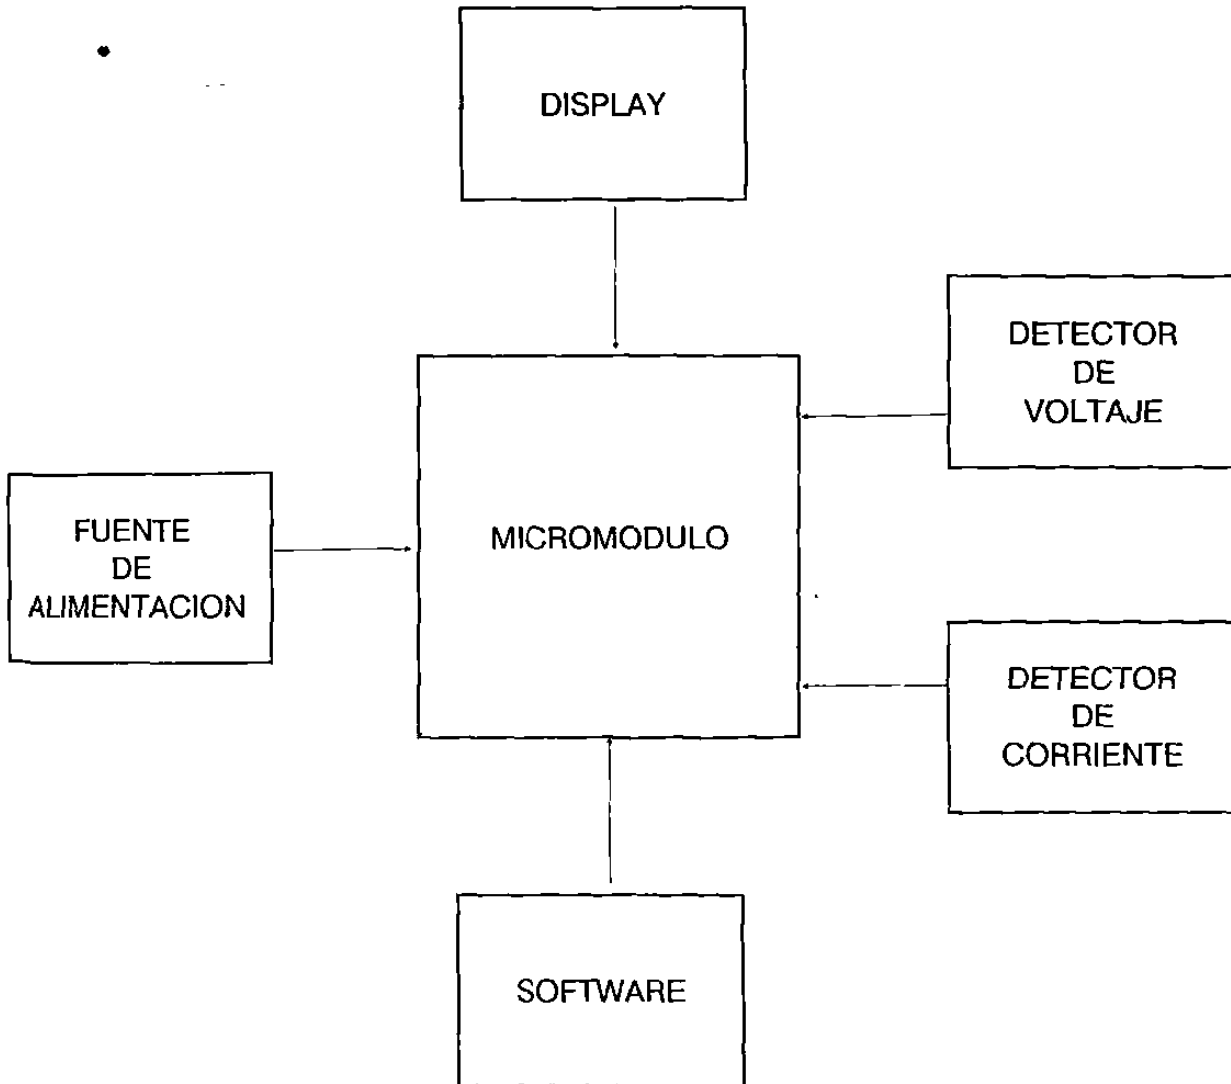 DISPLAY
DETECTOR
DE
VOLTAJE
FUENTE
DE
ALIMENTACION
MICROMODULO
DETECTOR
DE
CORRIENTE
SOFTWARE